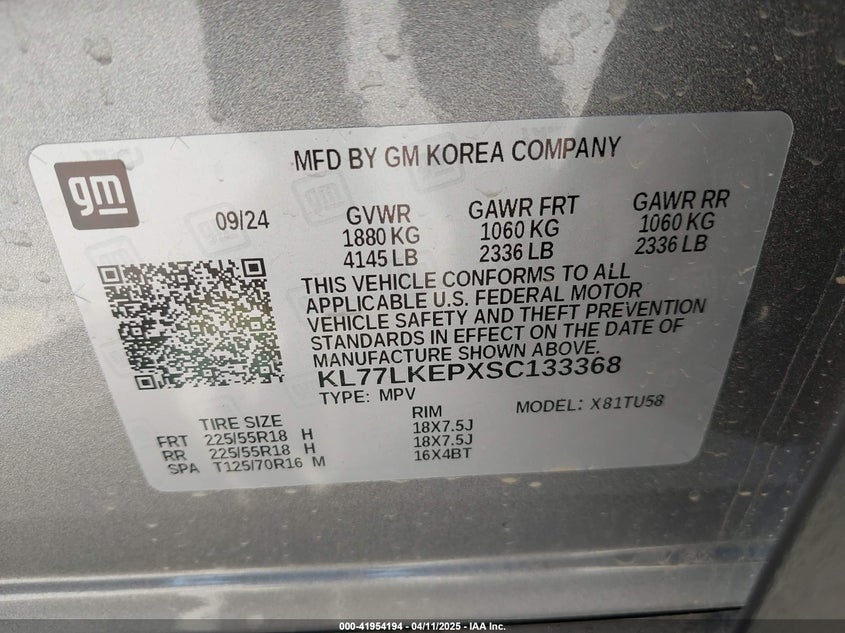 MFD BY GM KOREA COMPANY
gm
09/24
GVWR
1880 KG
4145 LB
GAWR FRT
1060 KG
2336 LB
GAWR RR
1060 KG
2336 LB
THIS VEHICLE CONFORMS TO ALL
APPLICABLE U.S. FEDERAL MOTOR
VEHICLE SAFETY AND THEFT PREVENTION
STANDARDS IN EFFECT ON THE DATE OF
MANUFACTURE SHOWN ABOVE.
KL77LKEPXSC133368
TYPE: MPV
MODEL: X81TU58
TIRE SIZE RIM
FRT 225/55R18 H 18X7.5J
RR 225/55R18 H 18X7.5J
SPA T125/70R16 M 16X4BT
000-41954194 - 04/11/2025 - IAA Inc.